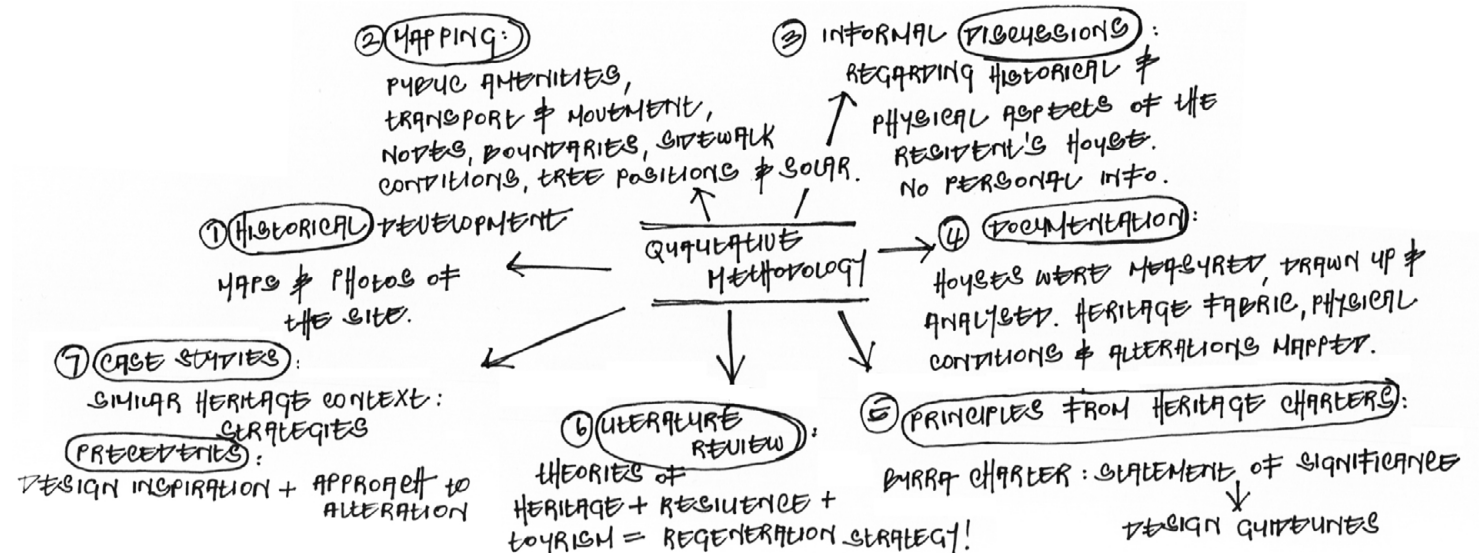 QUALITATIVE
METHODOLOGY
① HISTORICAL DEVELOPMENT
MAPS & PHOTOS OF
THE SITE.
② MAPPING:
PUBLIC AMENITIES,
TRANSPORT & MOVEMENT,
NODES, BOUNDARIES, SIDEWALK
CONDITIONS, TREE POSITIONS & SOLAR.
③ INFORMAL DISCUSSIONS:
REGARDING HISTORICAL &
PHYSICAL ASPECTS OF THE
RESIDENT'S HOUSE.
NO PERSONAL INFO.
④ DOCUMENTATION:
HOUSES WERE MEASURED, DRAWN UP &
ANALYSED. HERITAGE FABRIC, PHYSICAL
CONDITIONS & ALTERATIONS MAPPED.
⑤ PRINCIPLES FROM HERITAGE CHARTERS:
BURRA CHARTER: STATEMENT OF SIGNIFICANCE
DESIGN GUIDELINES
⑥ LITERATURE
REVIEW:
THEORIES OF
HERITAGE + RESILIENCE +
TOURISM = REGENERATION STRATEGY!
⑦ CASE STUDIES:
SIMILAR HERITAGE CONTEXT:
STRATEGIES
PRECEDENTS:
DESIGN INSPIRATION + APPROACH TO
ALTERATION